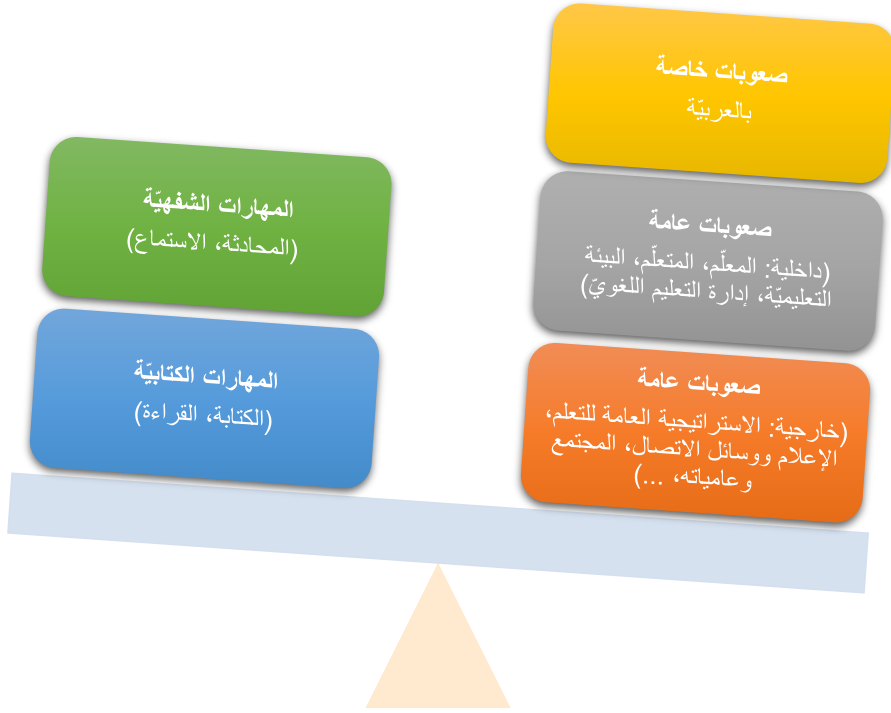 صعوبات خاصة
بالعربيّة
صعوبات عامة
(داخلية: المعلّم، المتعلّم، البيئة
التعليميّة، إدارة التعليم اللغويّ)
صعوبات عامة
(خارجية: الاستراتيجية العامة للتعلم،
الإعلام ووسائل الاتصال، المجتمع
وعامياته، ...)
المهارات الشفهيّة
(المحادثة، الاستماع)
المهارات الكتابيّة
(الكتابة، القراءة)